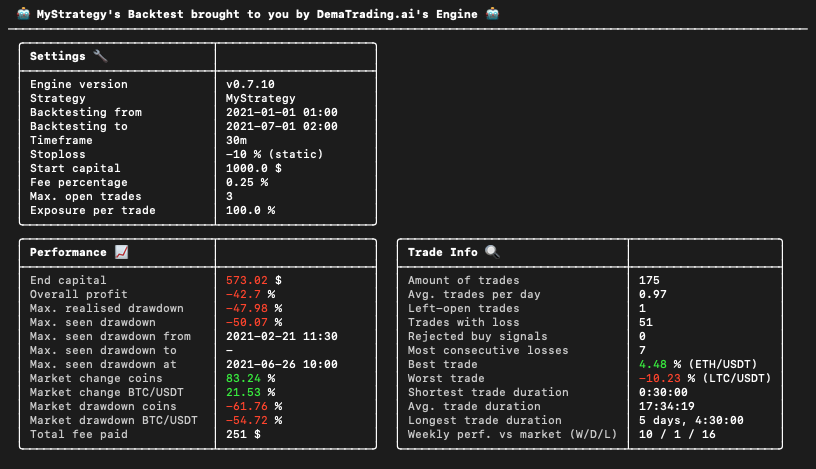 🤖 MyStrategy's Backtest brought to you by DemaTrading.ai's Engine 🤖
Settings 🔧
Engine version v0.7.10
Strategy MyStrategy
Backtesting from 2021-01-01 01:00
Backtesting to 2021-07-01 02:00
Timeframe 30m
Stoploss -10 % (static)
Start capital 1000.0 $
Fee percentage 0.25 %
Max. open trades 3
Exposure per trade 100.0 %
Performance 📈
End capital 573.02 $
Overall profit -42.7 %
Max. realised drawdown -47.98 %
Max. seen drawdown -50.07 %
Max. seen drawdown from 2021-02-21 11:30
Max. seen drawdown to -
Max. seen drawdown at 2021-06-26 10:00
Market change coins 83.24 %
Market change BTC/USDT 21.53 %
Market drawdown coins -61.76 %
Market drawdown BTC/USDT -54.72 %
Total fee paid 251 $
Trade Info 🔍
Amount of trades 175
Avg. trades per day 0.97
Left-open trades 1
Trades with loss 51
Rejected buy signals 0
Most consecutive losses 7
Best trade 4.48 % (ETH/USDT)
Worst trade -10.23 % (LTC/USDT)
Shortest trade duration 0:30:00
Avg. trade duration 17:34:19
Longest trade duration 5 days, 4:30:00
Weekly perf. vs market (W/D/L) 10 / 1 / 16